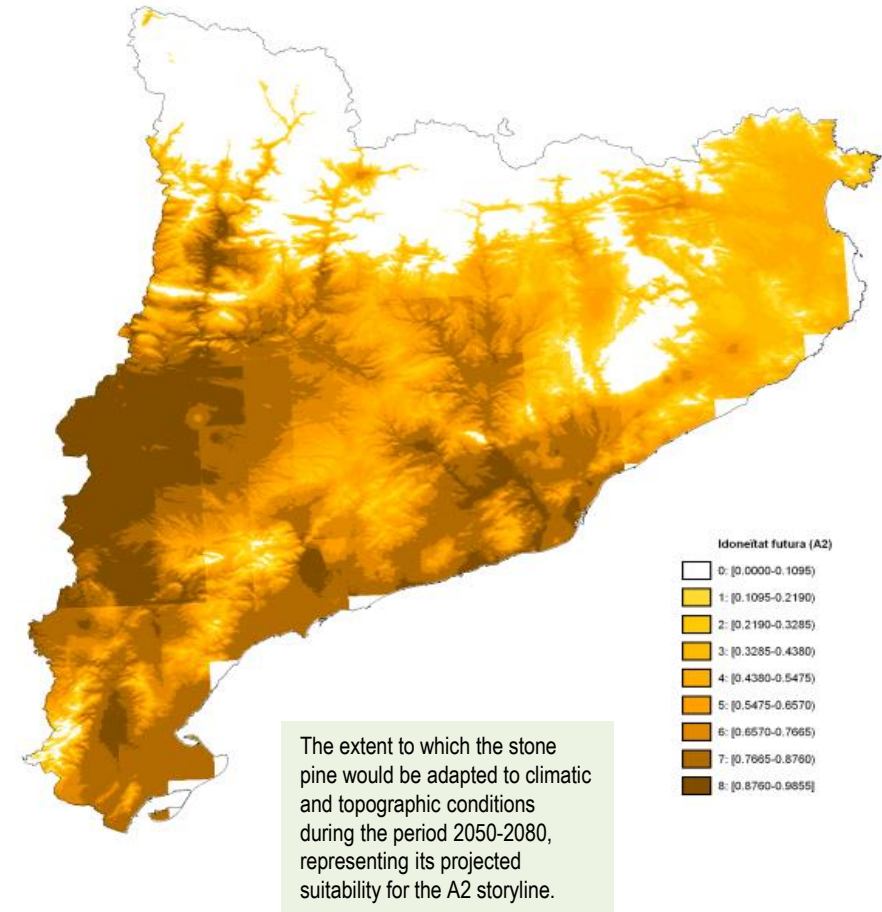 Idoneïtat futura (A2)
0: [0.0000-0.1095)
1: [0.1095-0.2190)
2: [0.2190-0.3285)
3: [0.3285-0.4380)
4: [0.4380-0.5475)
5: [0.5475-0.6570)
6: [0.6570-0.7665)
7: [0.7665-0.8760)
8: [0.8760-0.9855]
The extent to which the stone
pine would be adapted to climatic
and topographic conditions
during the period 2050-2080,
representing its projected
suitability for the A2 storyline.